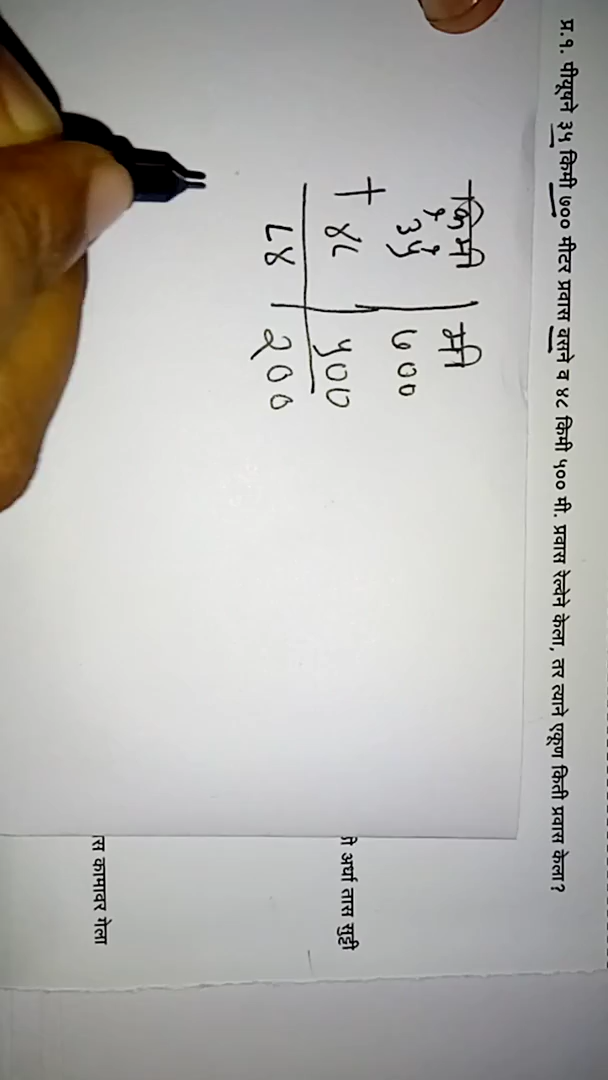 प्र.१. पीयूषने ३५ किमी ७०० मीटर प्रवास बसने व ४८ किमी ५०० मी. प्रवास रेल्वेने केला, तर त्याने एकूण किती प्रवास केला?
किमी मी
१ १
३५ ७००
+ ४८ ५००
८४ २००
ी अर्धा तास सुट्टी
तास कामावर गेला